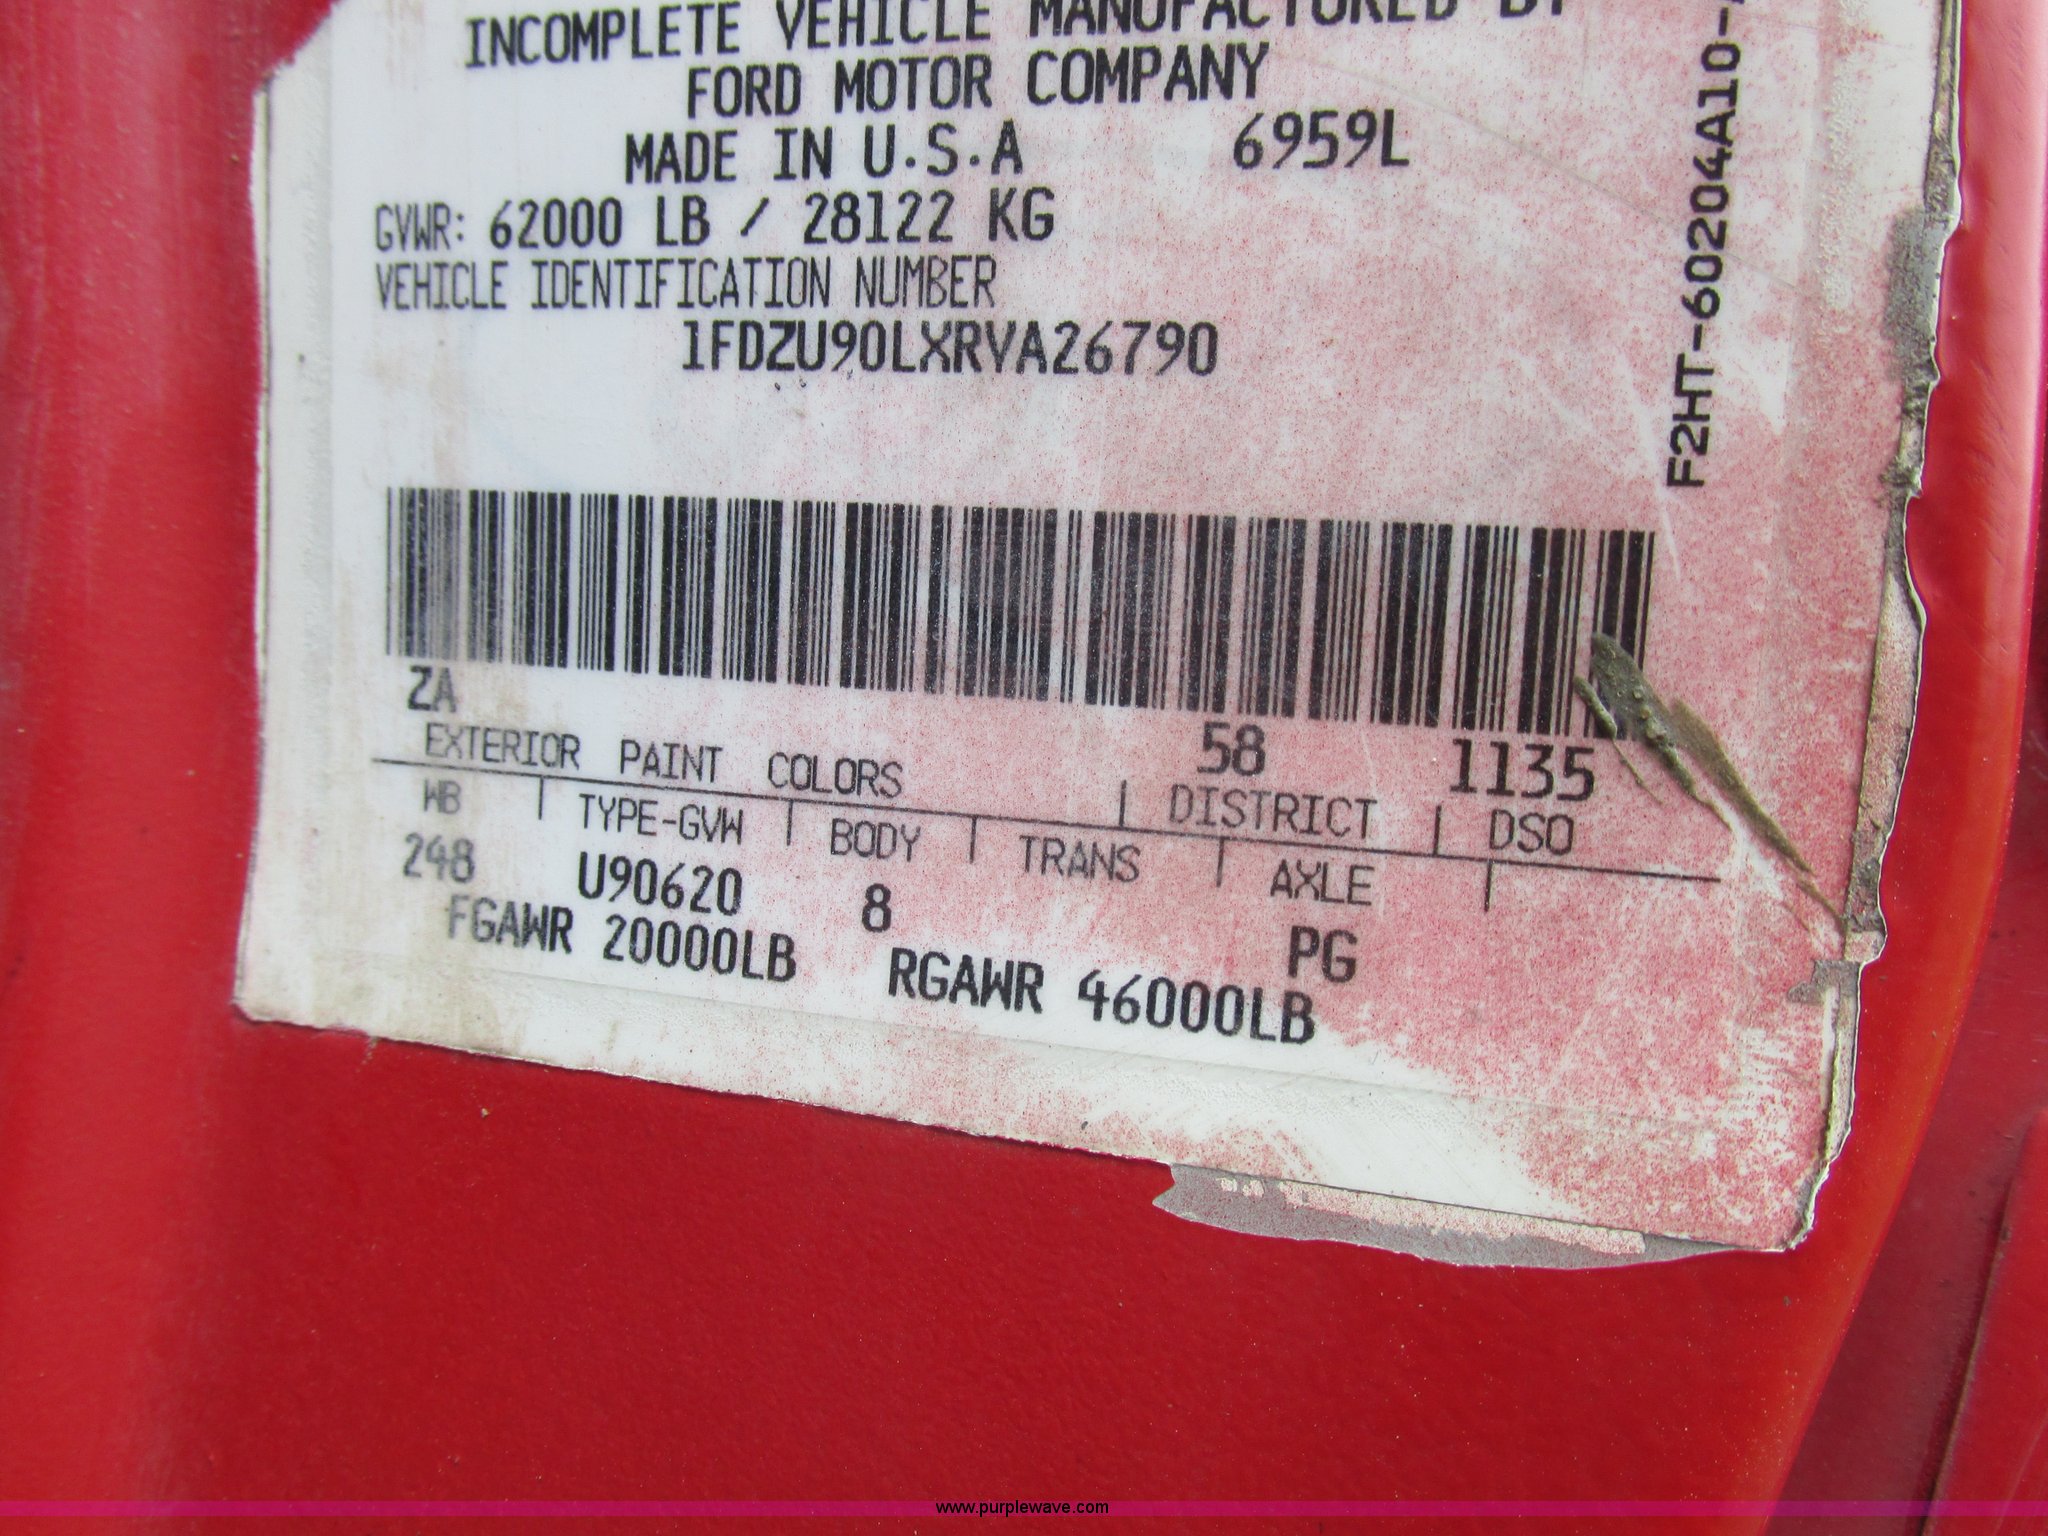 INCOMPLETE VEHICLE MANUFACTURED BY
FORD MOTOR COMPANY
MADE IN U.S.A 6959L
GVWR: 62000 LB / 28122 KG
VEHICLE IDENTIFICATION NUMBER
1FDZU90LXRVA26790
F2HT-60204A10-
ZA 58 1135
EXTERIOR PAINT COLORS DISTRICT DSO
WB TYPE-GVW BODY TRANS AXLE
248 U90620 8 PG
FGAWR 20000LB RGAWR 46000LB
www.purplewave.com